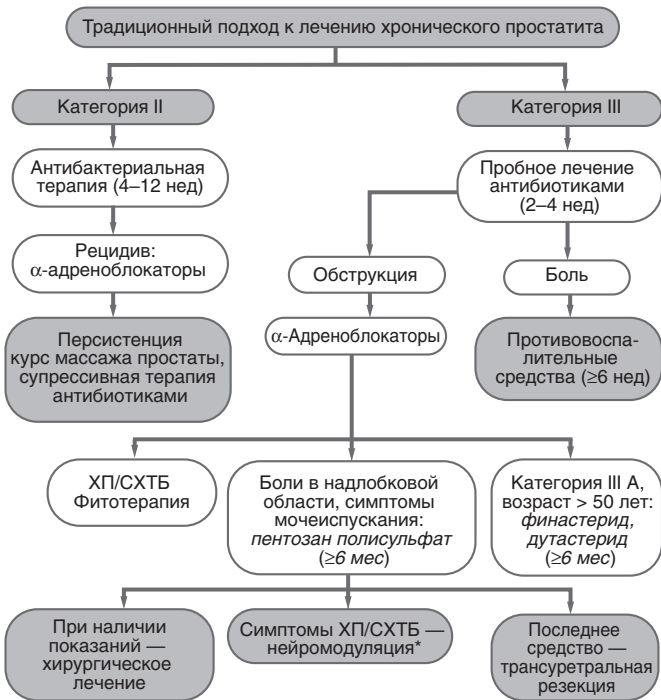 Традиционный подход к лечению хронического простатита
Категория II
Категория III
Антибактериальная
терапия (4–12 нед)
Пробное лечение
антибиотиками
(2–4 нед)
Рецидив:
α-адреноблокаторы
Обструкция
Боль
Персистенция
курс массажа простаты,
супрессивная терапия
антибиотиками
α-Адреноблокаторы
Противовоспа-
лительные
средства (≥6 нед)
ХП/СХТБ
Фитотерапия
Боли в надлобковой
области, симптомы
мочеиспускания:
пентозан полисульфат
(≥6 мес)
Категория III А,
возраст > 50 лет:
финастерид,
дутастерид
(≥6 мес)
При наличии
показаний —
хирургическое
лечение
Симптомы ХП/СХТБ —
нейромодуляция*
Последнее
средство —
трансуретральная
резекция